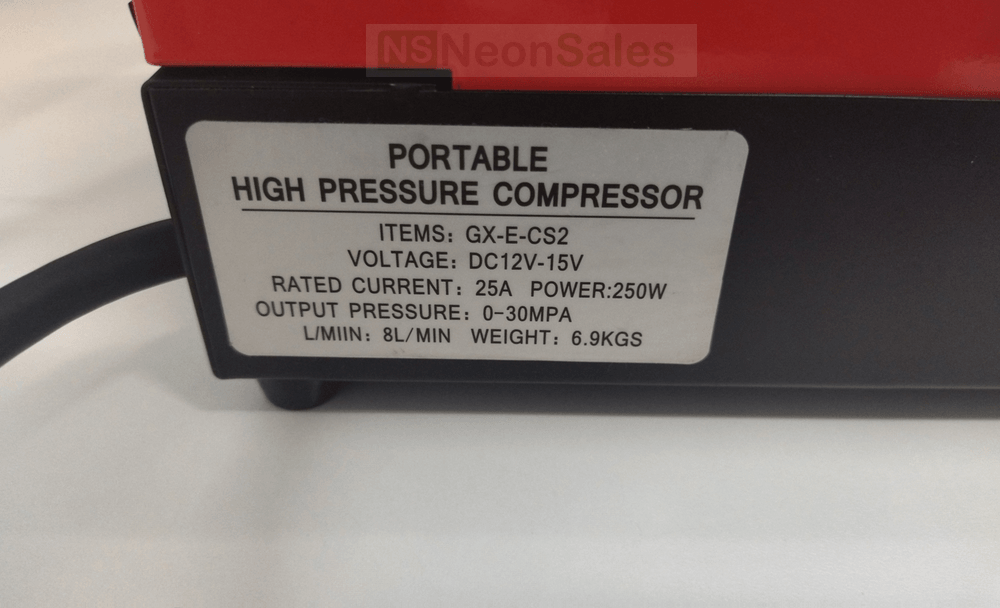 NS NeonSales
PORTABLE
HIGH PRESSURE COMPRESSOR
ITEMS: GX-E-CS2
VOLTAGE: DC12V-15V
RATED CURRENT: 25A POWER:250W
OUTPUT PRESSURE: 0-30MPA
L/MIIN: 8L/MIN WEIGHT: 6.9KGS